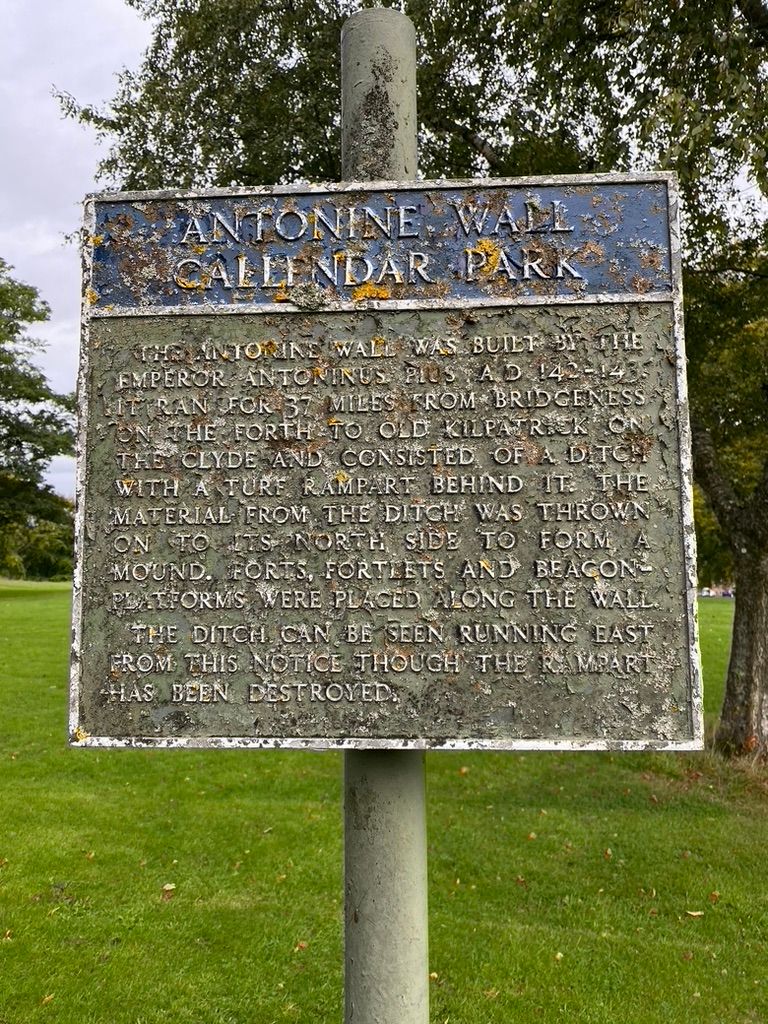 ANTONINE WALL
CALLENDAR PARK
THE ANTONINE WALL WAS BUILT BY THE
EMPEROR ANTONINUS PIUS A.D 142-143.
IT RAN FOR 37 MILES FROM BRIDGENESS
ON THE FORTH TO OLD KILPATRICK ON
THE CLYDE AND CONSISTED OF A DITCH
WITH A TURF RAMPART BEHIND IT. THE
MATERIAL FROM THE DITCH WAS THROWN
ON TO ITS NORTH SIDE TO FORM A
MOUND. FORTS, FORTLETS AND BEACON-
PLATFORMS WERE PLACED ALONG THE WALL.
THE DITCH CAN BE SEEN RUNNING EAST
FROM THIS NOTICE THOUGH THE RAMPART
HAS BEEN DESTROYED.